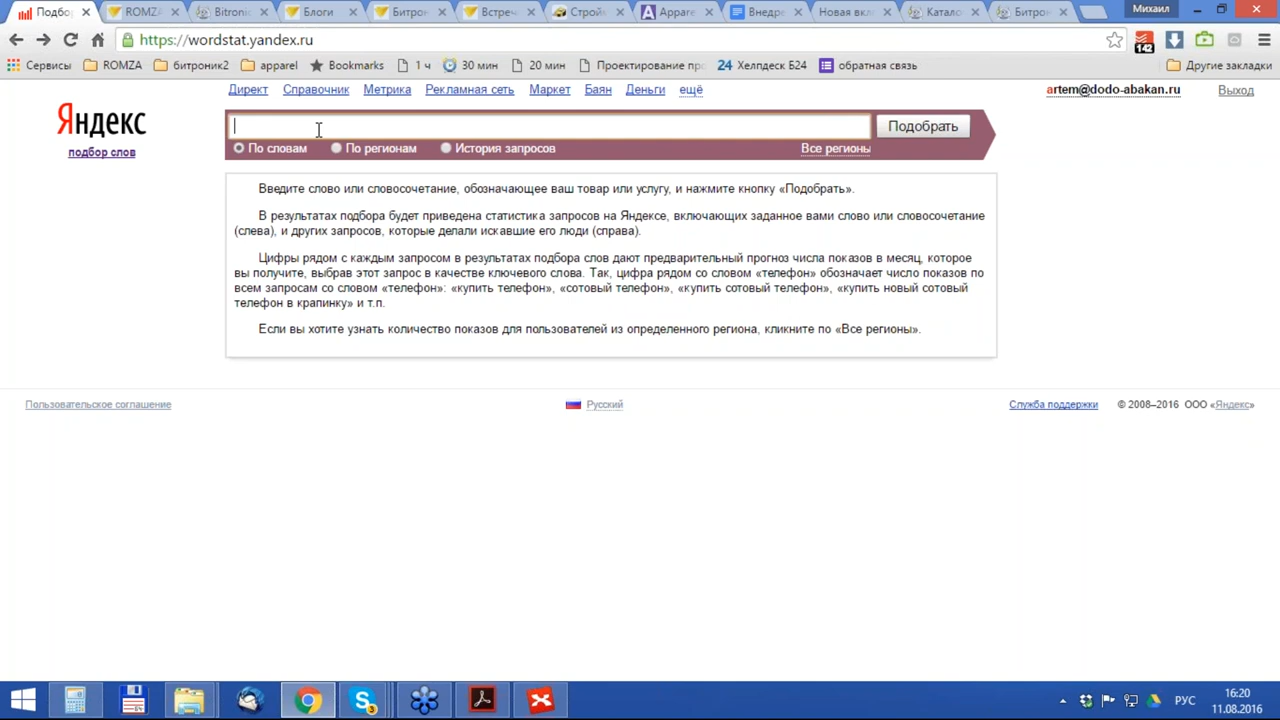 Подбо
ROMZ
Bitronic
Блоги
Битрон
Встреч
Строй
Appare
Внедре
Новая вкл
Катало
Битрон
Михаил
https://wordstat.yandex.ru
142
Сервисы ROMZA битроник2 apparel Bookmarks 1 ч 30 мин 20 мин Проектирование пр 24 Хелпдеск Б24 обратная связь Другие закладки
Директ Справочник Метрика Рекламная сеть Маркет Баян Деньги ещё artem@dodo-abakan.ru Выход
Яндекс
подбор слов
Подобрать
По словам По регионам История запросов Все регионы
Введите слово или словосочетание, обозначающее ваш товар или услугу, и нажмите кнопку «Подобрать».
В результатах подбора будет приведена статистика запросов на Яндексе, включающих заданное вами слово или словосочетание
(слева), и других запросов, которые делали искавшие его люди (справа).
Цифры рядом с каждым запросом в результатах подбора слов дают предварительный прогноз числа показов в месяц, которое
вы получите, выбрав этот запрос в качестве ключевого слова. Так, цифра рядом со словом «телефон» обозначает число показов по
всем запросам со словом «телефон»: «купить телефон», «сотовый телефон», «купить сотовый телефон», «купить новый сотовый
телефон в крапинку» и т.п.
Если вы хотите узнать количество показов для пользователей из определенного региона, кликните по «Все регионы».
Пользовательское соглашение Русский Служба поддержки © 2008–2016 ООО «Яндекс»
64
3
РУС
16:20
11.08.2016